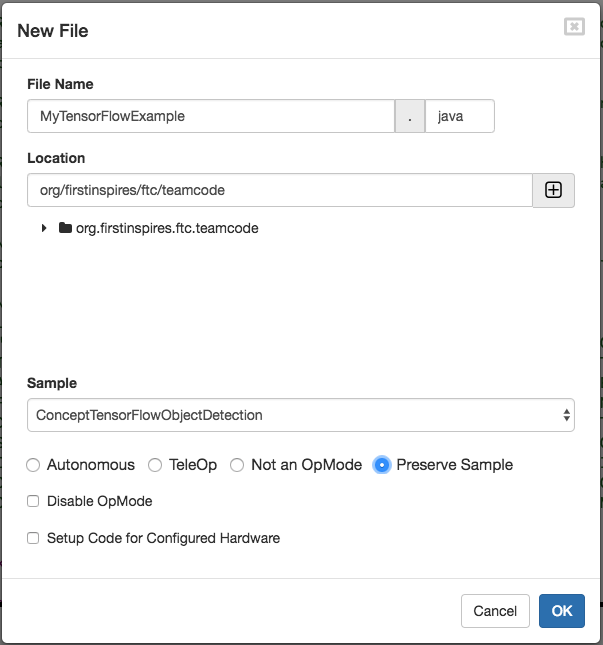 New File
File Name
MyTensorFlowExample . java
Location
org/firstinspires/ftc/teamcode
org.firstinspires.ftc.teamcode
Sample
ConceptTensorFlowObjectDetection
Autonomous TeleOp Not an OpMode Preserve Sample
Disable OpMode
Setup Code for Configured Hardware
Cancel OK